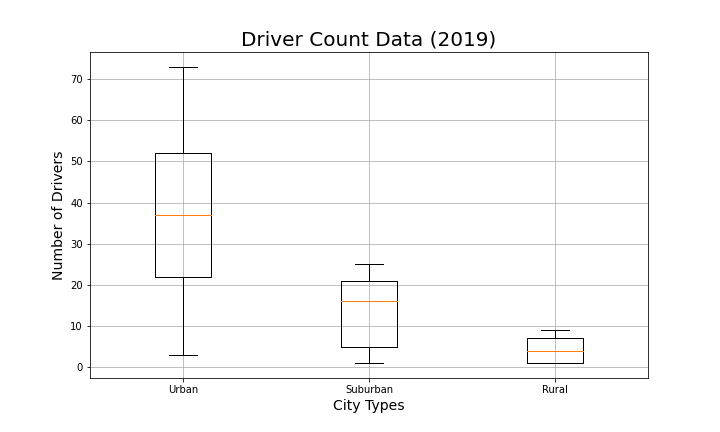 Driver Count Data (2019)
Number of Drivers
70
60
50
40
30
20
10
0
Urban
Suburban
Rural
City Types